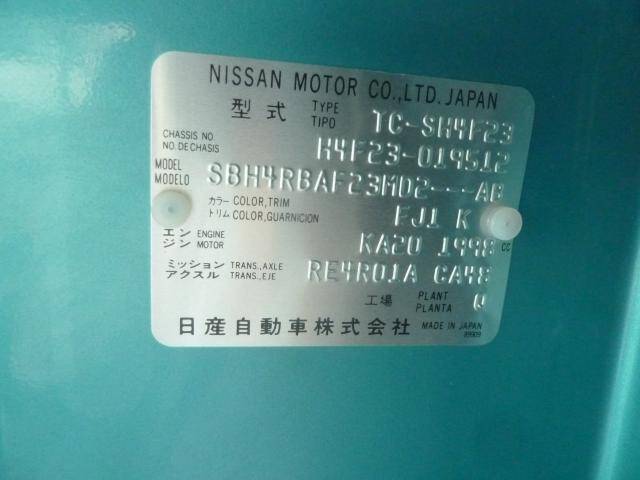 NISSAN MOTOR CO.,LTD. JAPAN
型式 TYPE TIPO TC-SH4F23
CHASSIS NO NO. DE CHASIS H4F23-019512
MODEL MODELO SBH4RBAF23MD2---AB
カラー COLOR, TRIM
トリム COLOR, GUARNICION FJ1 K
エンジン ENGINE MOTOR KA20 1998 CC
ミッション TRANS., AXLE
アクスル TRANS., EJE RE4R01A CA48
工場 PLANT PLANTA Q
日産自動車株式会社 MADE IN JAPAN
99909